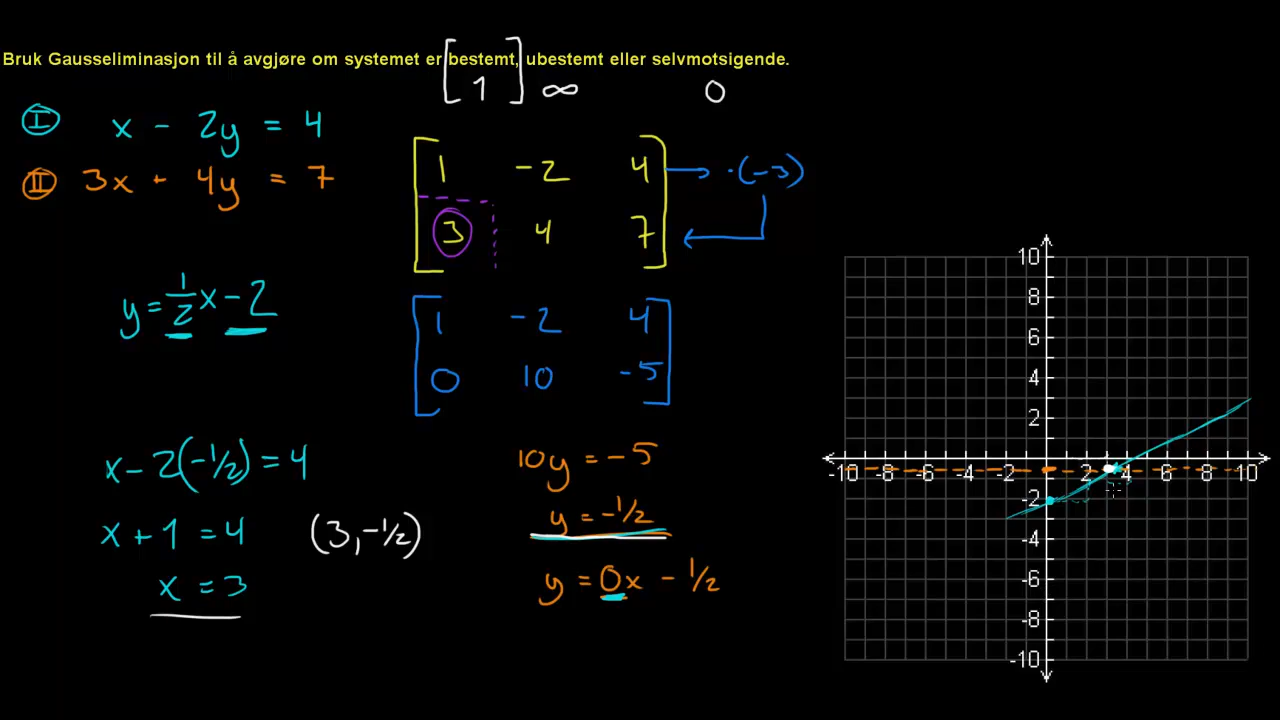 Bruk Gausseliminasjon til å avgjøre om systemet er bestemt, ubestemt eller selvmotsigende.
1 ∞ 0
I x - 2y = 4
II 3x + 4y = 7
1 -2 4 → ·(-3)
3 4 7
y = 1/2 x - 2
1 -2 4
0 10 -5
x - 2(-1/2) = 4
x + 1 = 4
x = 3
(3, -1/2)
10y = -5
y = -1/2
y = 0x - 1/2
10
8
6
4
2
-10 -8 -6 -4 -2 2 4 6 8 10
-2
-4
-6
-8
-10